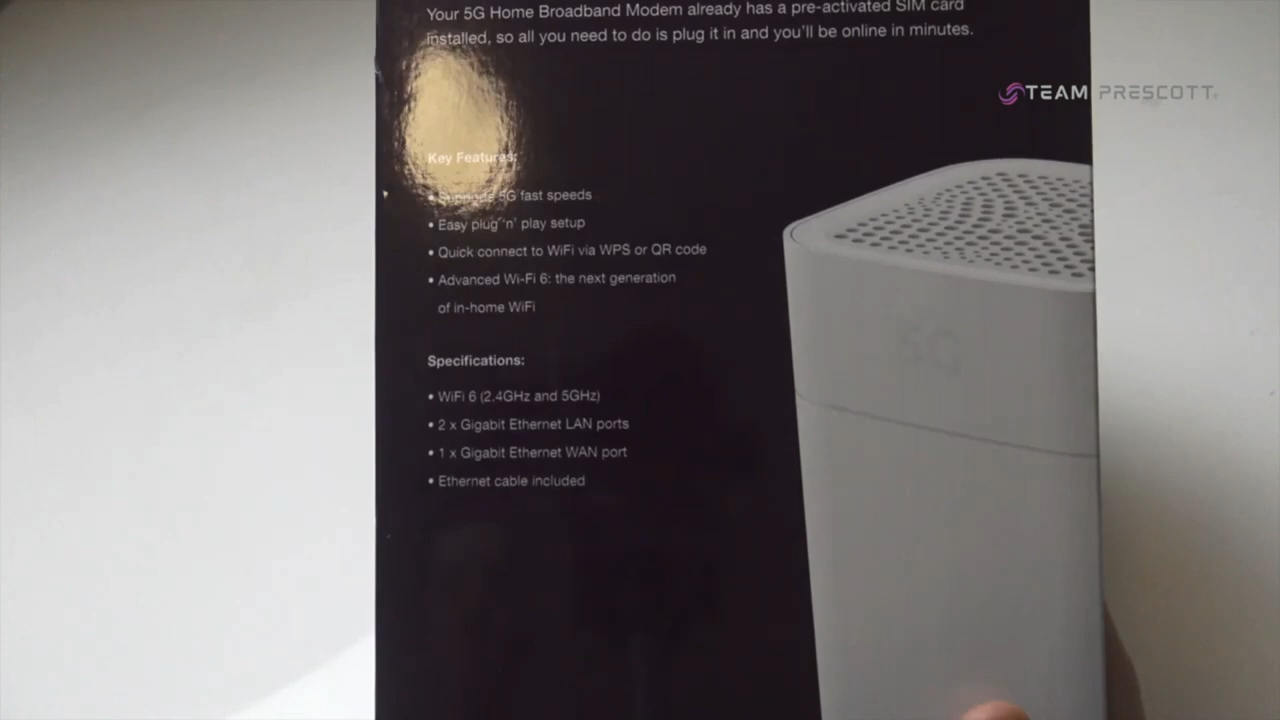 Your 5G Home Broadband Modem already has a pre-activated SIM card
installed, so all you need to do is plug it in and you'll be online in minutes.
TEAM PRESCOTT
Key Features:
• Supports 5G fast speeds
• Easy plug 'n' play setup
• Quick connect to WiFi via WPS or QR code
• Advanced Wi-Fi 6: the next generation
of in-home WiFi
5G
Specifications:
• WiFi 6 (2.4GHz and 5GHz)
• 2 x Gigabit Ethernet LAN ports
• 1 x Gigabit Ethernet WAN port
• Ethernet cable included